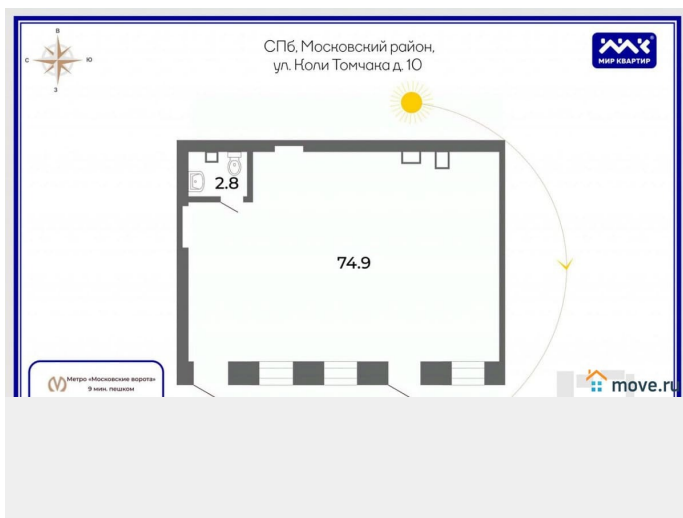 СПб, Московский район,
ул. Коли Томчака д. 10
МИР КВАРТИР
В
С
Ю
З
2.8
74.9
Метро «Московские ворота»
9 мин. пешком
move.ru